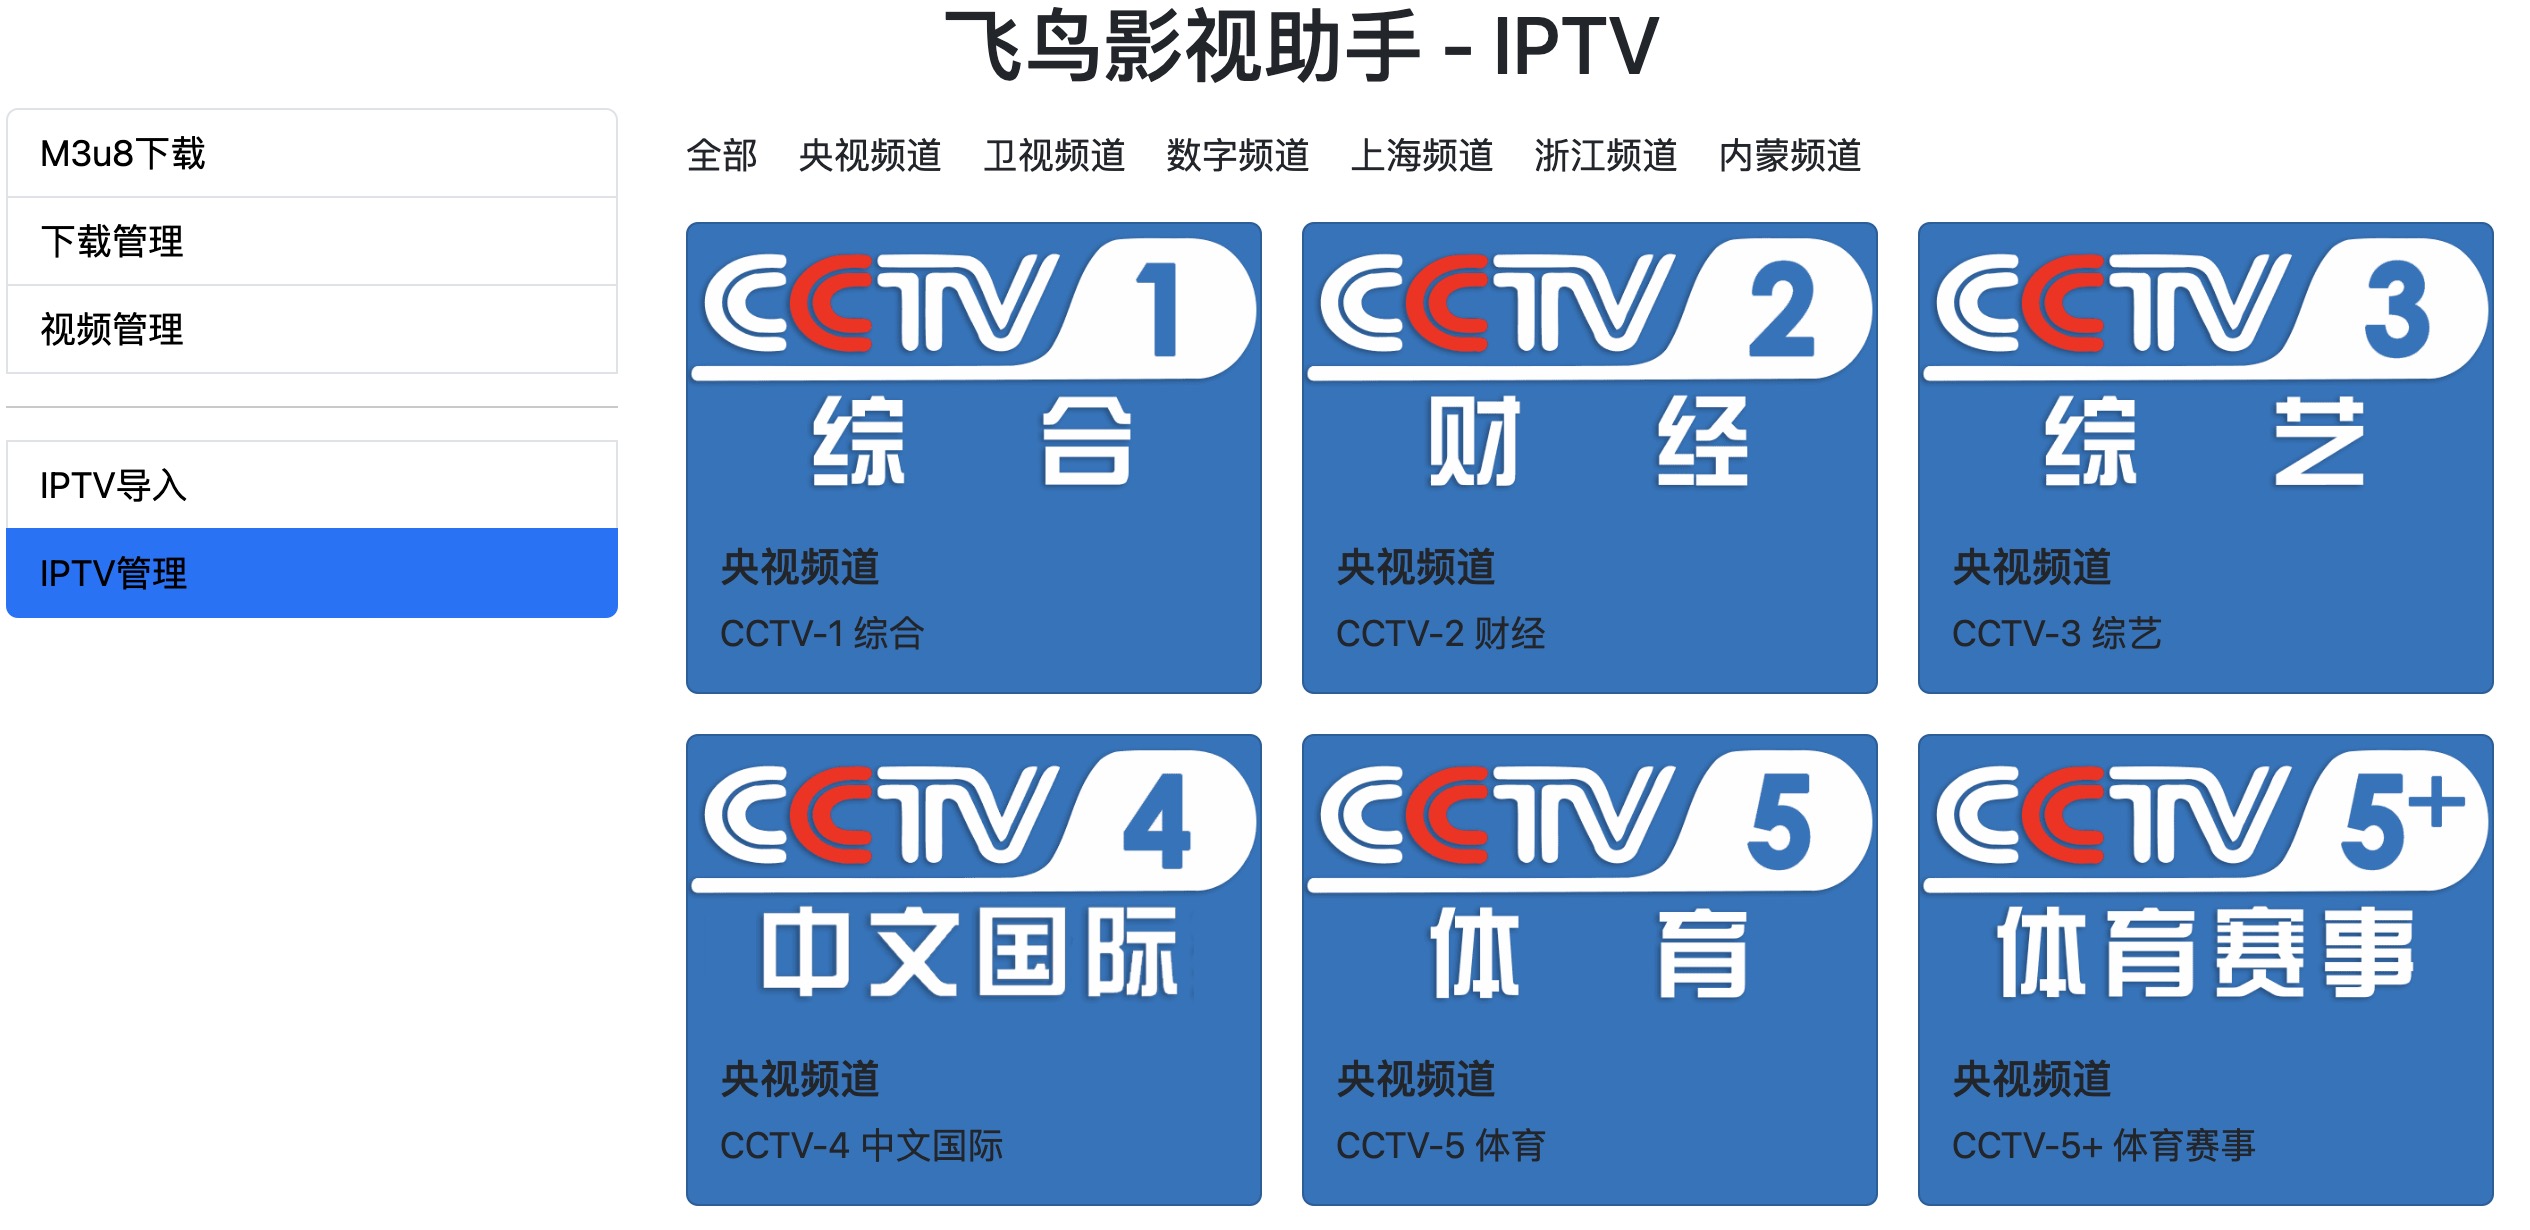 飞鸟影视助手 - IPTV
M3u8下载
下载管理
视频管理
IPTV导入
IPTV管理
全部 央视频道 卫视频道 数字频道 上海频道 浙江频道 内蒙频道
CCTV 1
综合
央视频道
CCTV-1 综合
CCTV 2
财经
央视频道
CCTV-2 财经
CCTV 3
综艺
央视频道
CCTV-3 综艺
CCTV 4
中文国际
央视频道
CCTV-4 中文国际
CCTV 5
体育
央视频道
CCTV-5 体育
CCTV 5+
体育赛事
央视频道
CCTV-5+ 体育赛事